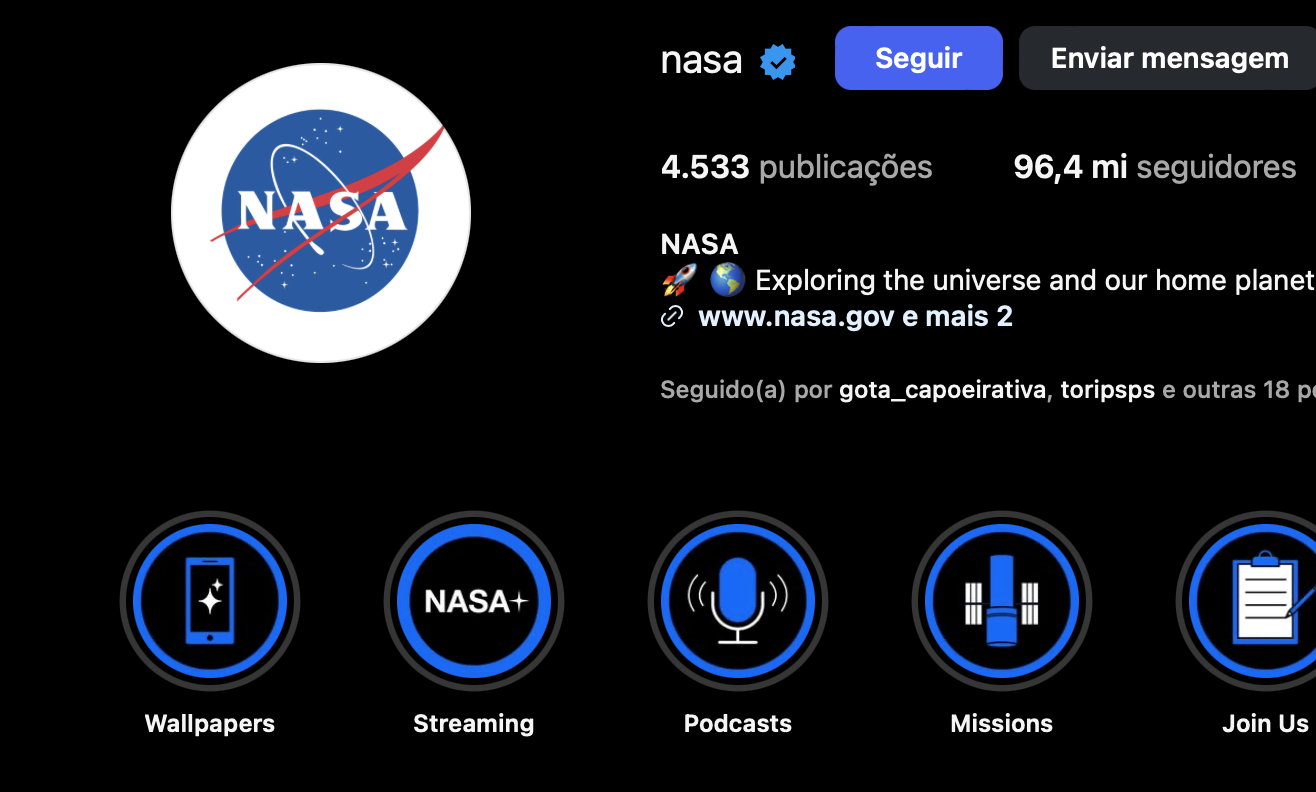 nasa Seguir Enviar mensagem
4.533 publicações 96,4 mi seguidores
NASA
NASA
🚀 🌎 Exploring the universe and our home planet
www.nasa.gov e mais 2
Seguido(a) por gota_capoeirativa, toripsps e outras 18
NASA+
Wallpapers Streaming Podcasts Missions Join Us